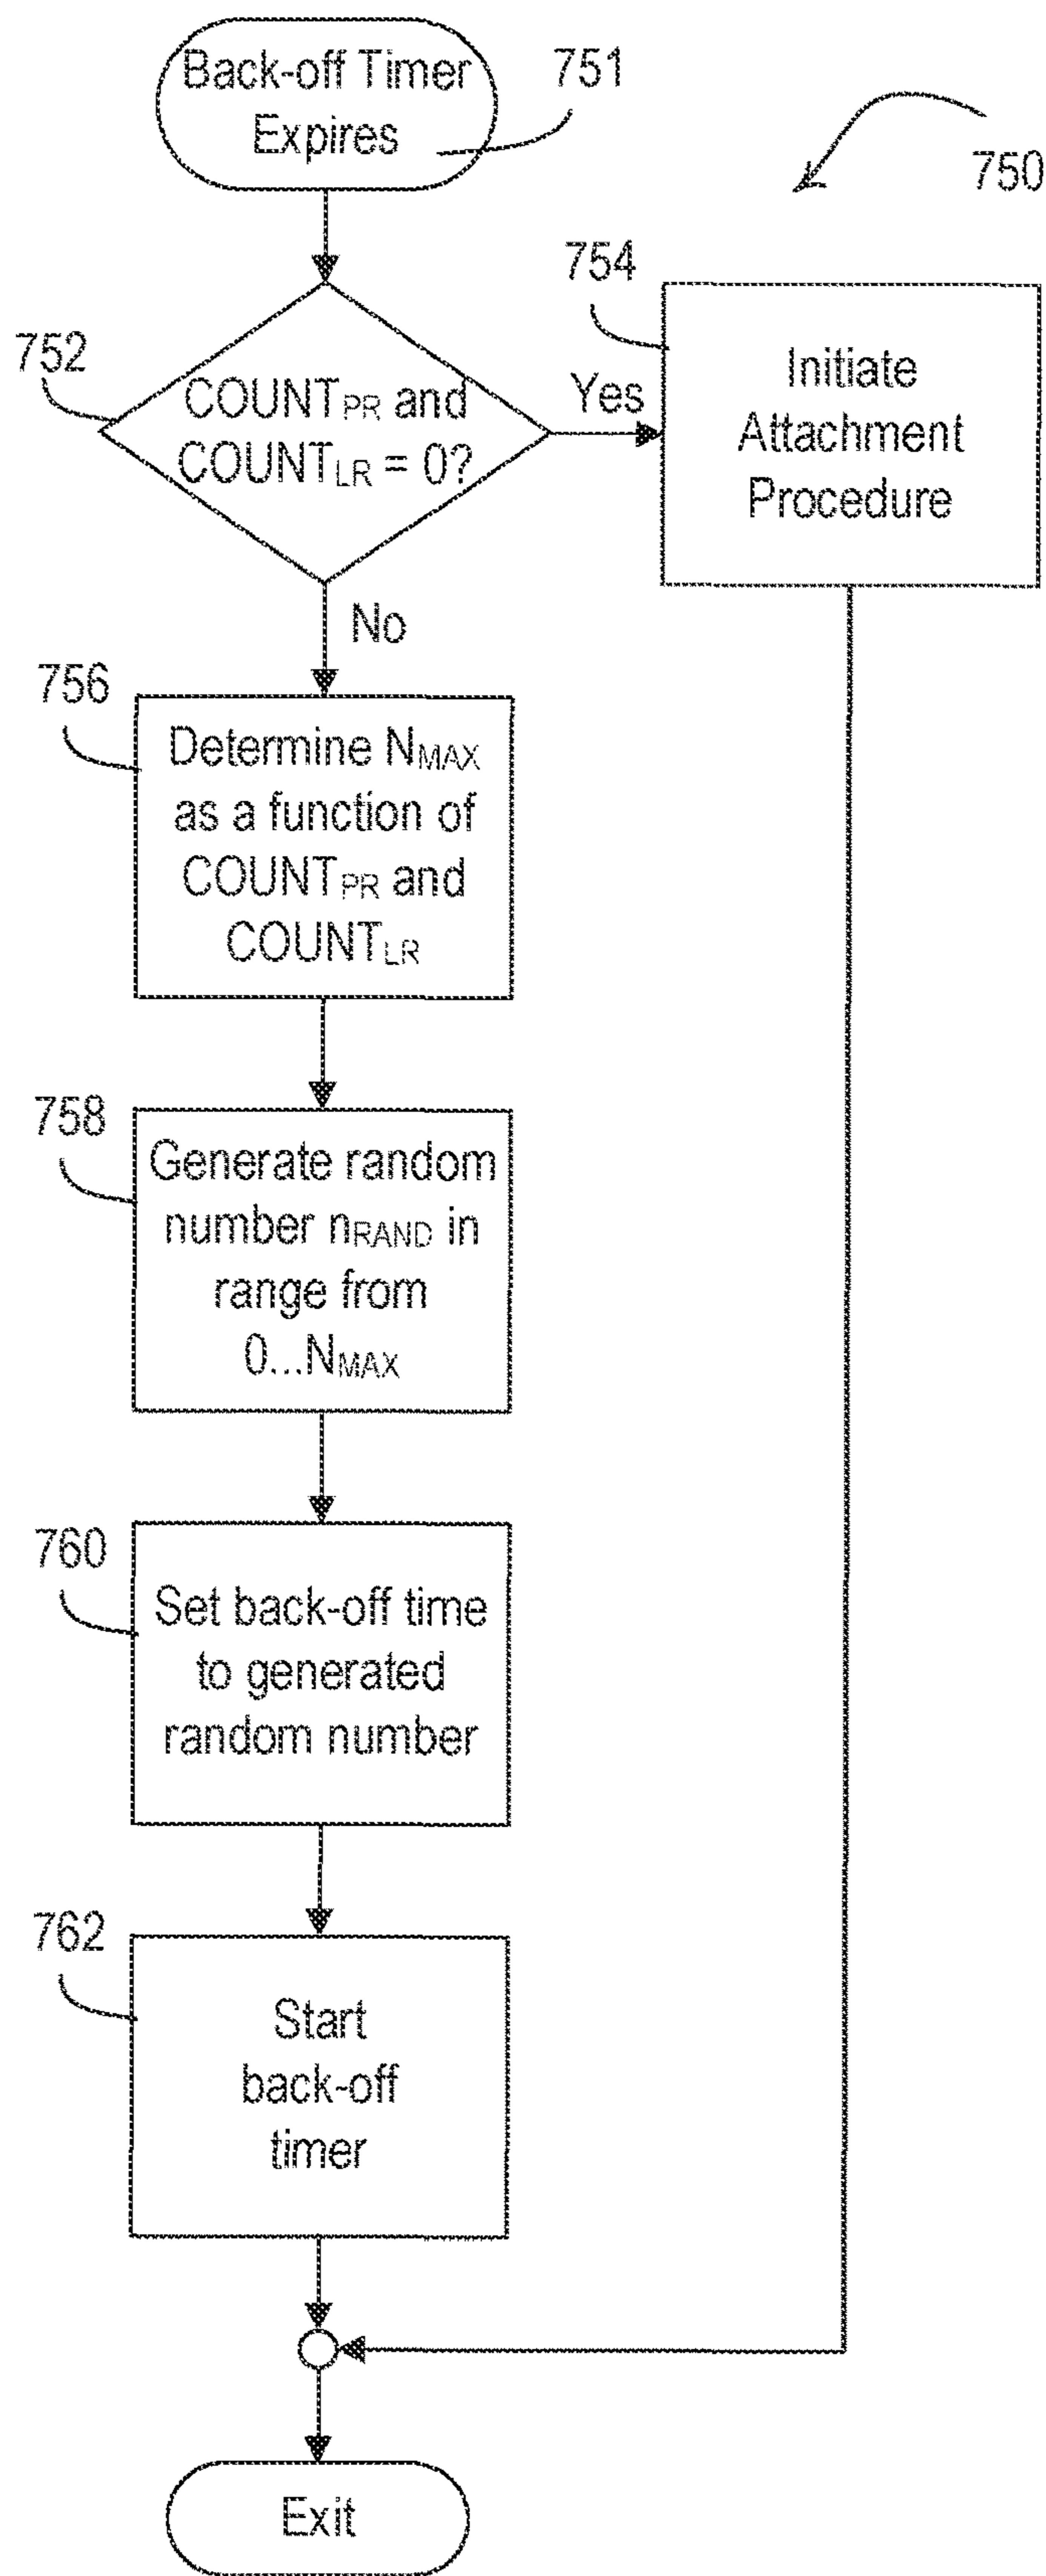 Back-off Timer
Expires
751
750
752
COUNTPR and
COUNTLR = 0?
Yes
754
Initiate
Attachment
Procedure
No
756
Determine NMAX
as a function of
COUNTPR and
COUNTLR
758
Generate random
number nRAND in
range from
0...NMAX
760
Set back-off time
to generated
random number
762
Start
back-off
timer
Exit